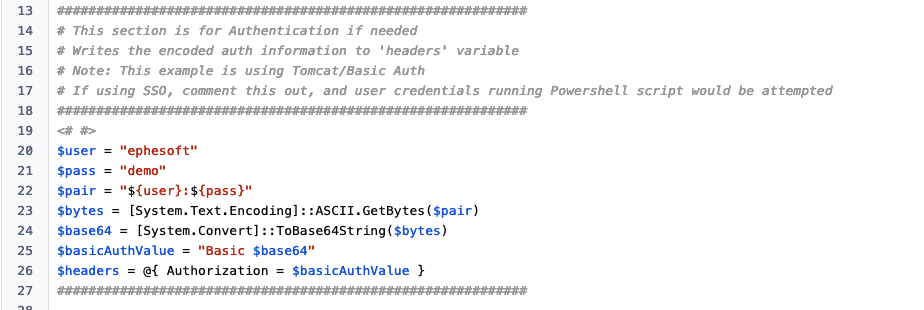 13 ############################################################
14 # This section is for Authentication if needed
15 # Writes the encoded auth information to 'headers' variable
16 # Note: This example is using Tomcat/Basic Auth
17 # If using SSO, comment this out, and user credentials running Powershell script would be attempted
18 ############################################################
19 <# #>
20 $user = "ephesoft"
21 $pass = "demo"
22 $pair = "${user}:${pass}"
23 $bytes = [System.Text.Encoding]::ASCII.GetBytes($pair)
24 $base64 = [System.Convert]::ToBase64String($bytes)
25 $basicAuthValue = "Basic $base64"
26 $headers = @{ Authorization = $basicAuthValue }
27 ############################################################
28